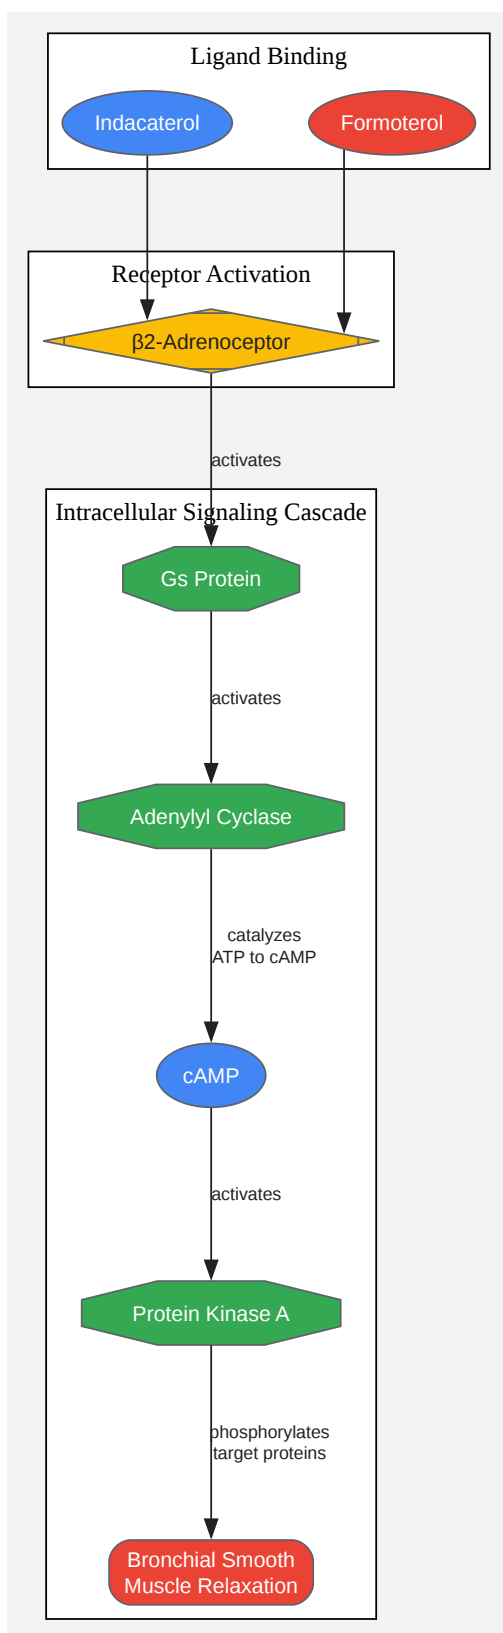 Ligand Binding
Indacaterol
Formoterol
Receptor Activation
β2-Adrenoceptor
activates
Intracellular Signaling Cascade
Gs Protein
activates
Adenylyl Cyclase
catalyzes
ATP to cAMP
cAMP
activates
Protein Kinase A
phosphorylates
target proteins
Bronchial Smooth
Muscle Relaxation